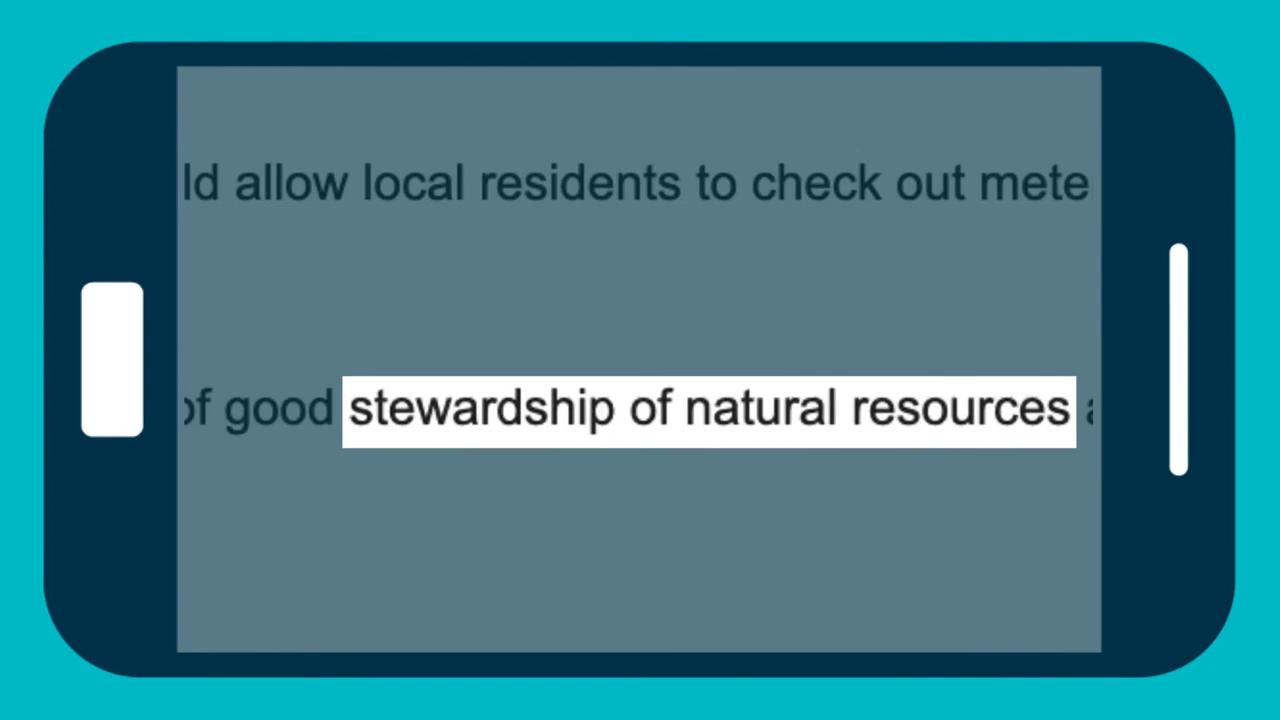 ld allow local residents to check out mete
of good stewardship of natural resources